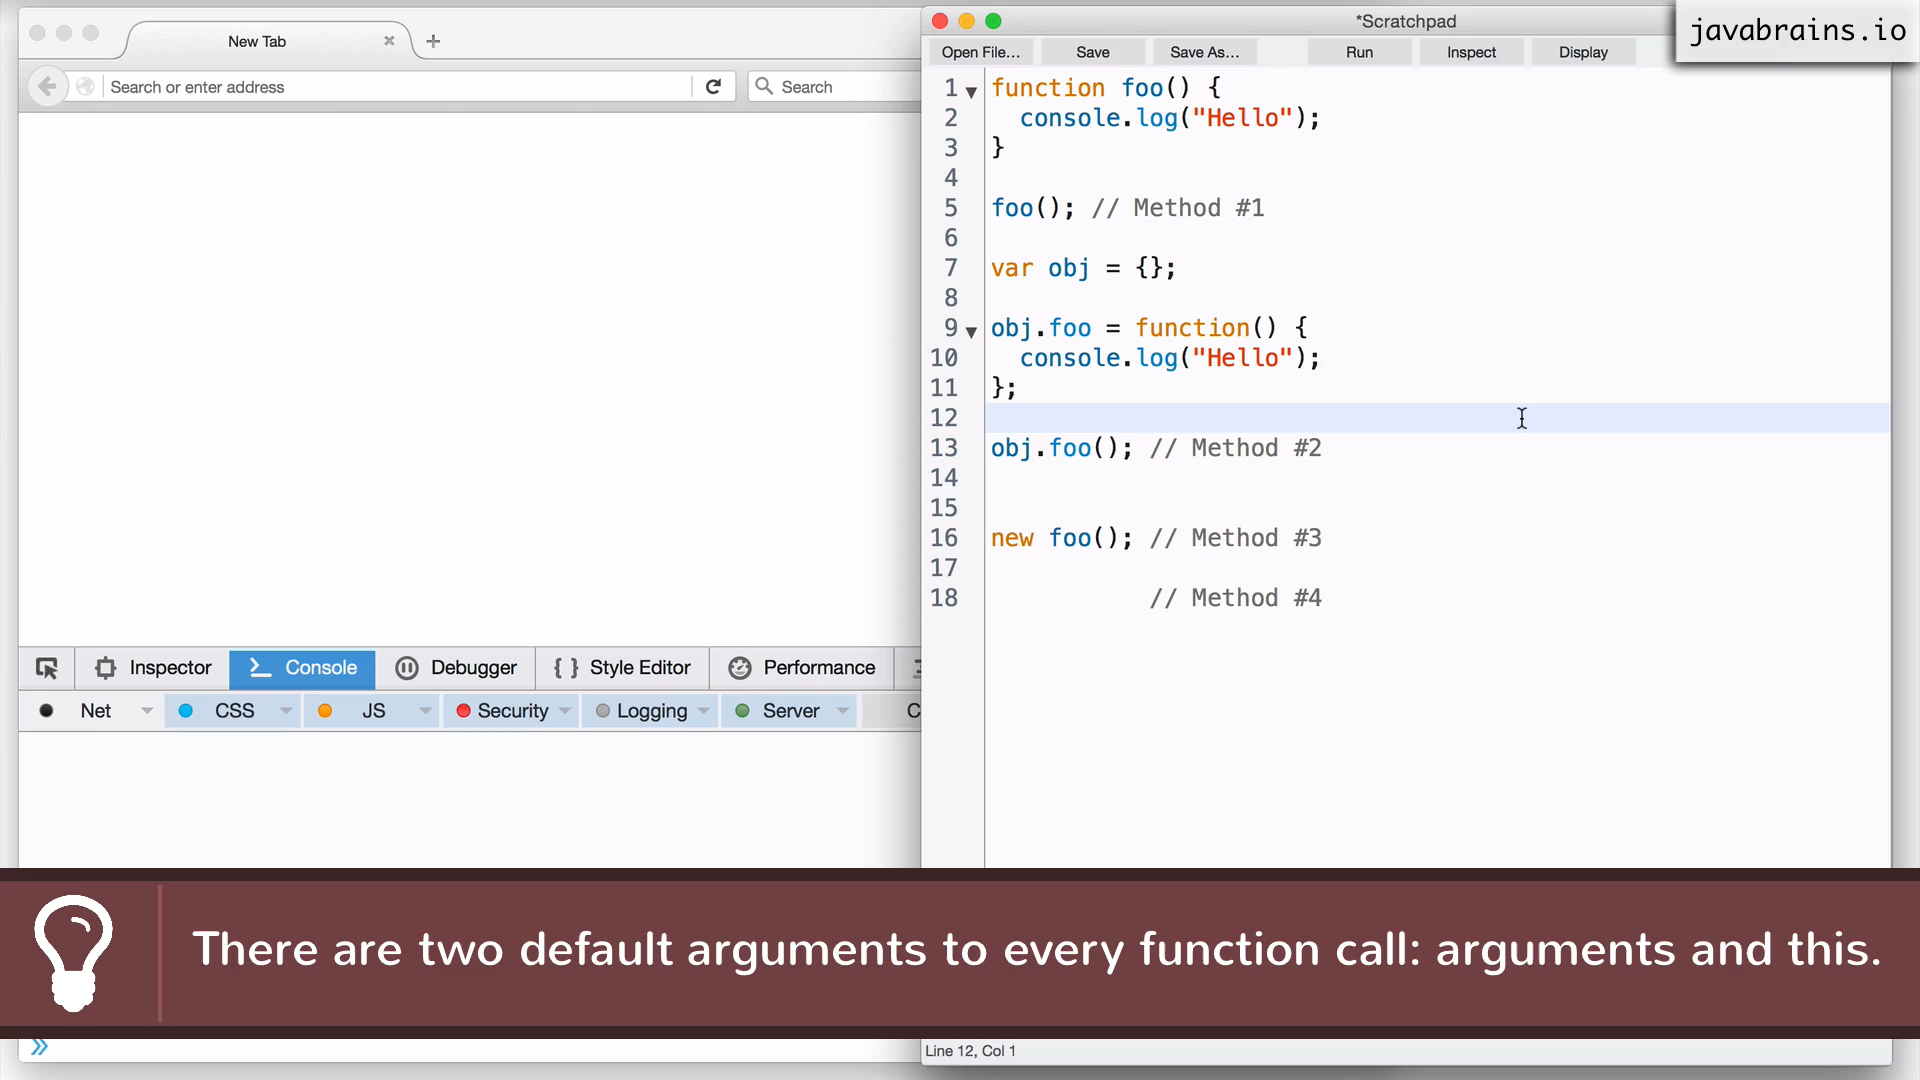 New Tab
Search or enter address
Search
Inspector
Console
Debugger
Style Editor
Performance
Net
CSS
JS
Security
Logging
Server
C
*Scratchpad
javabrains.io
Open File...
Save
Save As...
Run
Inspect
Display
1 function foo() {
2 console.log("Hello");
3 }
4
5 foo(); // Method #1
6
7 var obj = {};
8
9 obj.foo = function() {
10 console.log("Hello");
11 };
12
13 obj.foo(); // Method #2
14
15
16 new foo(); // Method #3
17
18 // Method #4
There are two default arguments to every function call: arguments and this.
Line 12, Col 1